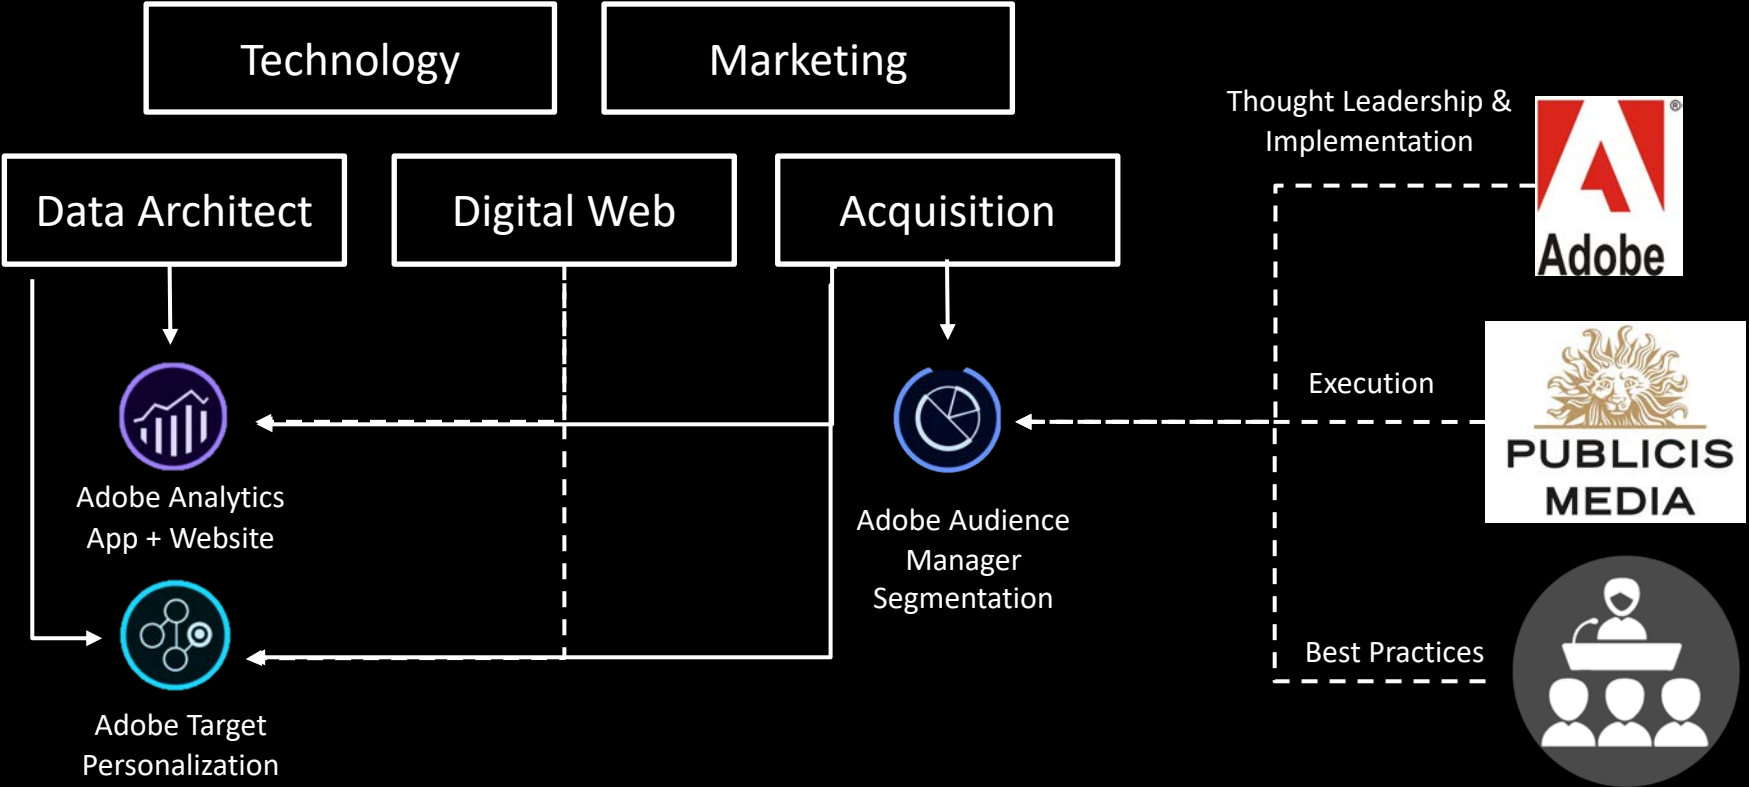 Technology
Marketing
Data Architect
Digital Web
Acquisition
Thought Leadership &
Implementation
®
Adobe
Execution
PUBLICIS
MEDIA
Adobe Analytics
App + Website
Adobe Audience
Manager
Segmentation
Best Practices
Adobe Target
Personalization